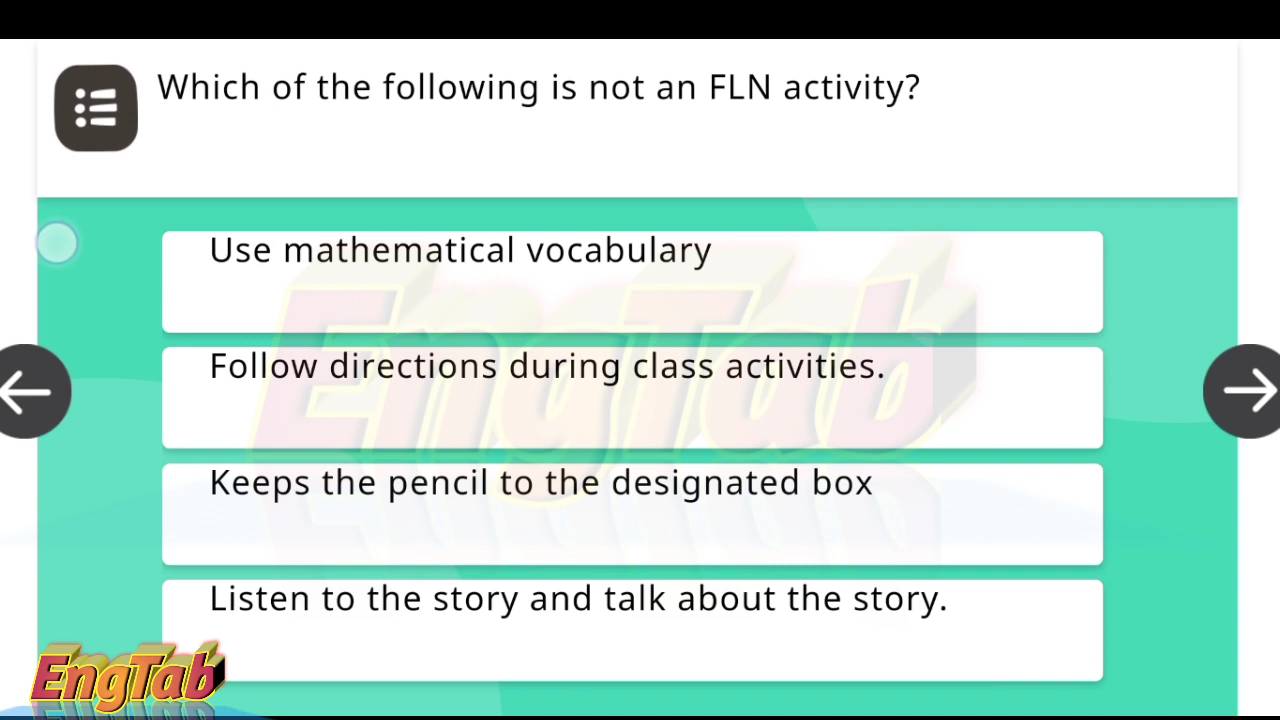 Which of the following is not an FLN activity?
Use mathematical vocabulary
Follow directions during class activities.
Keeps the pencil to the designated box
Listen to the story and talk about the story.
EngTab
EngTab